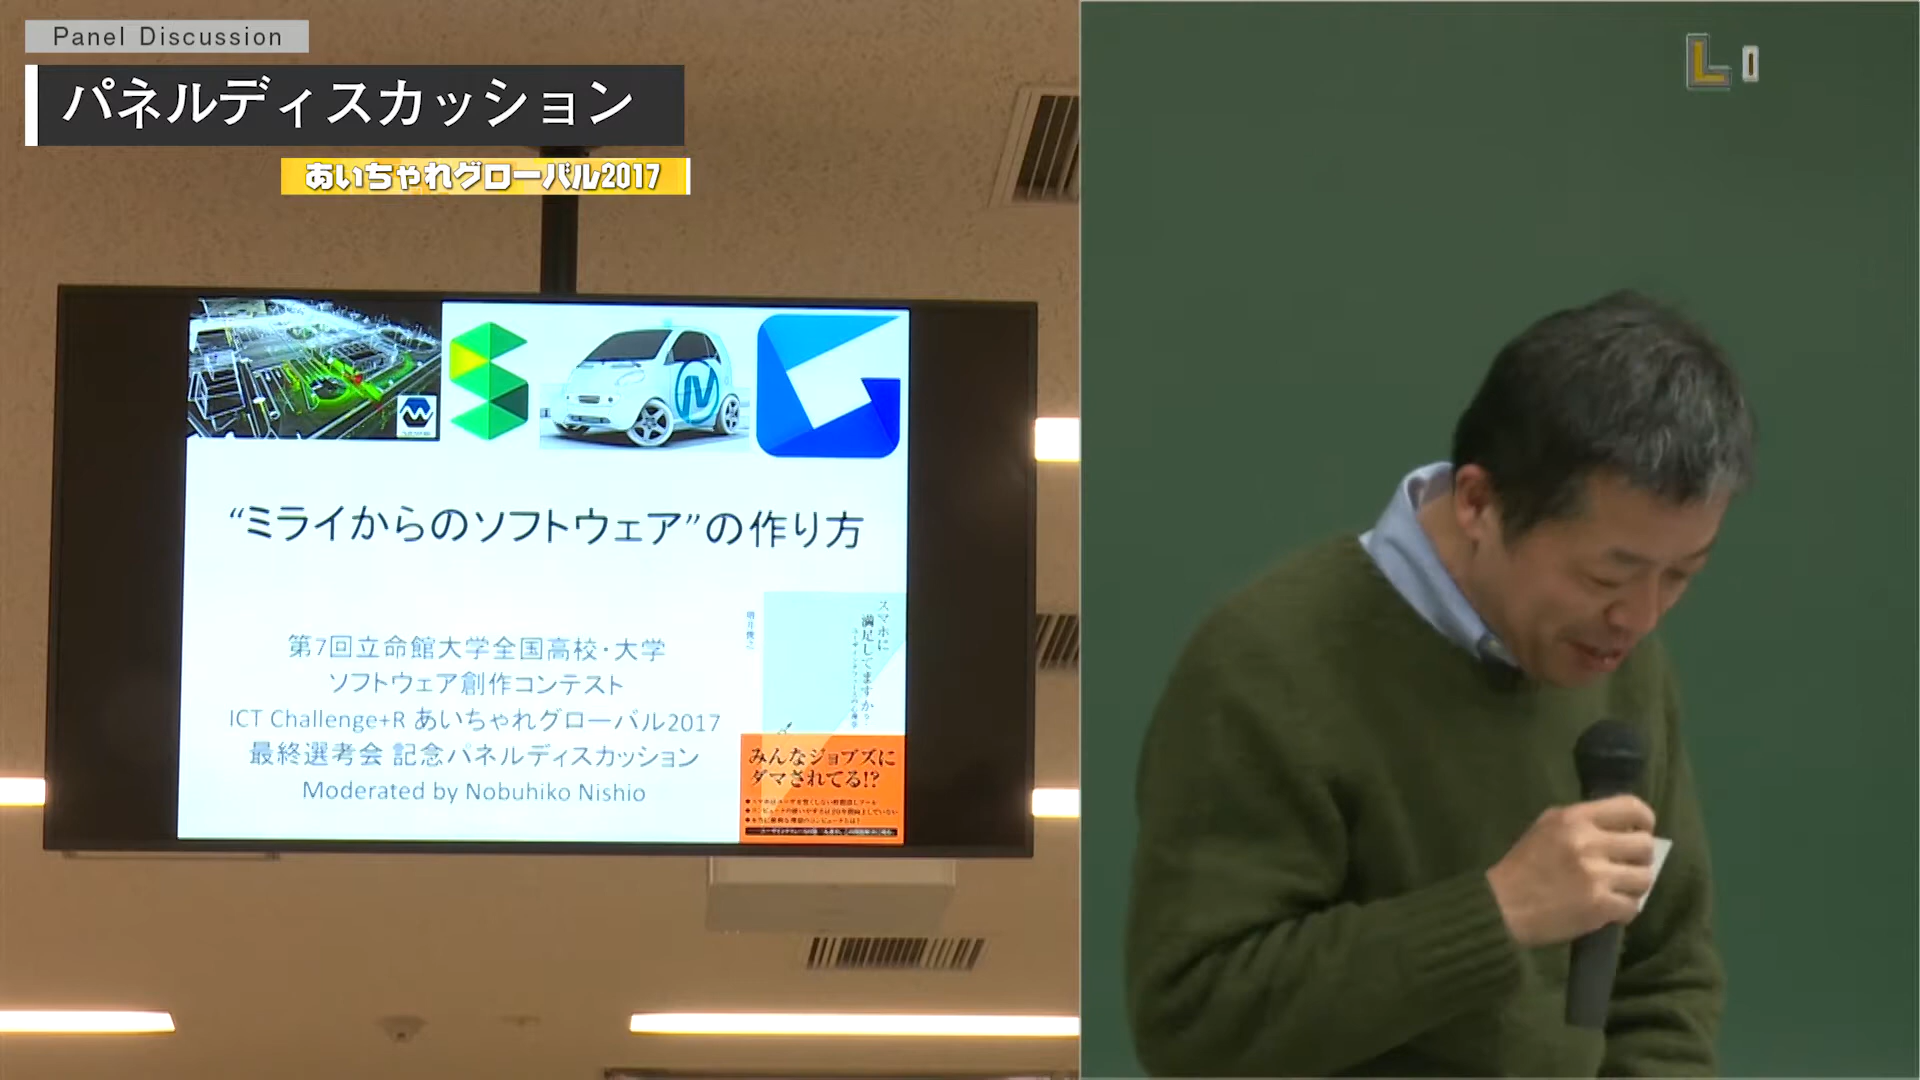 Panel Discussion
パネルディスカッション
あいちゃれグローバル2017
“ミライからのソフトウェア”の作り方
第7回立命館大学全国高校・大学
ソフトウェア創作コンテスト
ICT Challenge+R あいちゃれグローバル2017
最終選考会 記念パネルディスカッション
Moderated by Nobuhiko Nishio
スマホに
満足してますか?
みんなジョブズに
ダマされてる!?